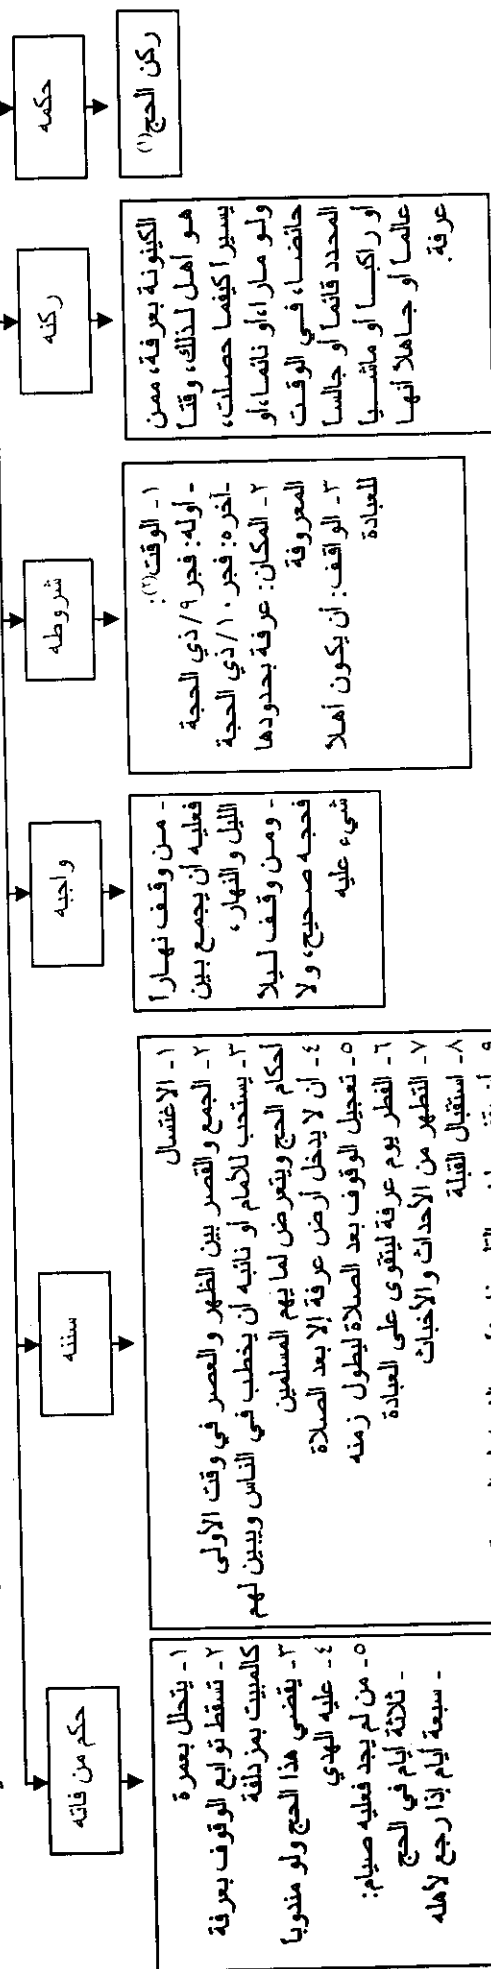 حكمه
ركن الحج(١)
ركنه
الكينونة بعرفة، ممن
هو أهل لذلك، وقتا
يسيرا كيفما حصلت،
ولو مارا، أو نائما، أو
حائضا، في الوقت
المحدد قائما أو جالسا
أو راكبا أو ماشيا
عالما أو جاهلا أنها
عرفة
شروطه
١- الوقت(٢):
- أوله: فجر ٩/ذي الحجة
- آخره: فجر ١٠/ذي الحجة
٢- المكان: عرفة بحدودها
المعروفة
٣- الواقف: أن يكون أهلا
للعبادة
واجبه
- من وقف نهارا
فعليه أن يجمع بين
الليل والنهار،
- ومن وقف ليلا
فحجه صحيح، ولا
شيء عليه
سننه
١- الاغتسال
٢- الجمع والقصر بين الظهر والعصر في وقت الأولى
٣- يستحب للامام أو نائبه أن يخطب في الناس ويبين لهم
أحكام الحج ويتعرض لما يهم المسلمين
٤- أن لا يدخل أرض عرفة إلا بعد الصلاة
٥- تعجيل الوقوف بعد الصلاة ليطول زمنه
٦- الفطر يوم عرفة ليتقوى على العبادة
٧- التطهر من الأحداث والأخباث
٨- استقبال القبلة
حكم من فاته
١- يتحلل بعمرة
٢- تسقط توابع الوقوف بعرفة
كالمبيت بمزدلفة
٣- يقضي هذا الحج ولو مندوبا
٤- عليه الهدي
٥- من لم يجد فعليه صيام:
- ثلاثة أيام في الحج
- سبعة أيام إذا رجع لأهله